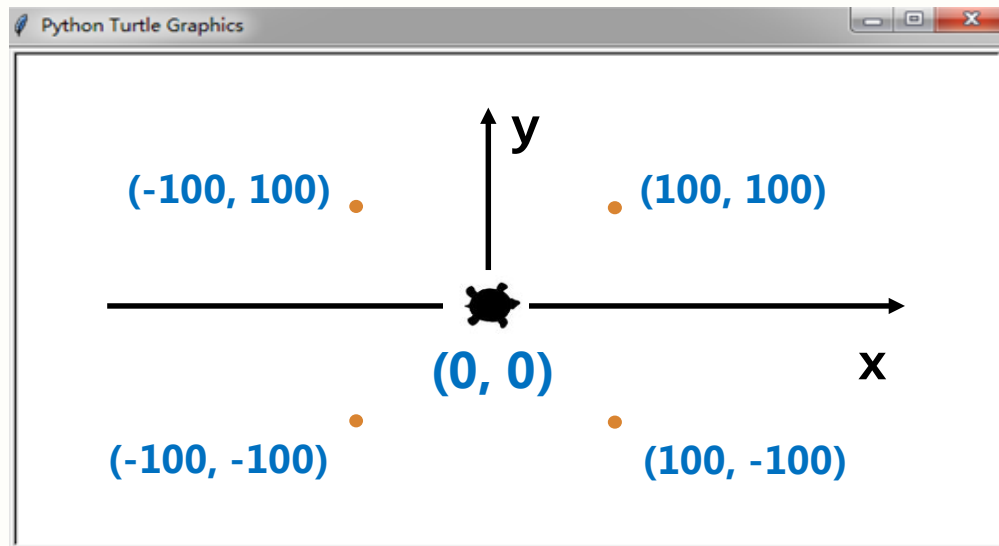 Python Turtle Graphics
y
(-100, 100)
(100, 100)
(0, 0)
x
(-100, -100)
(100, -100)